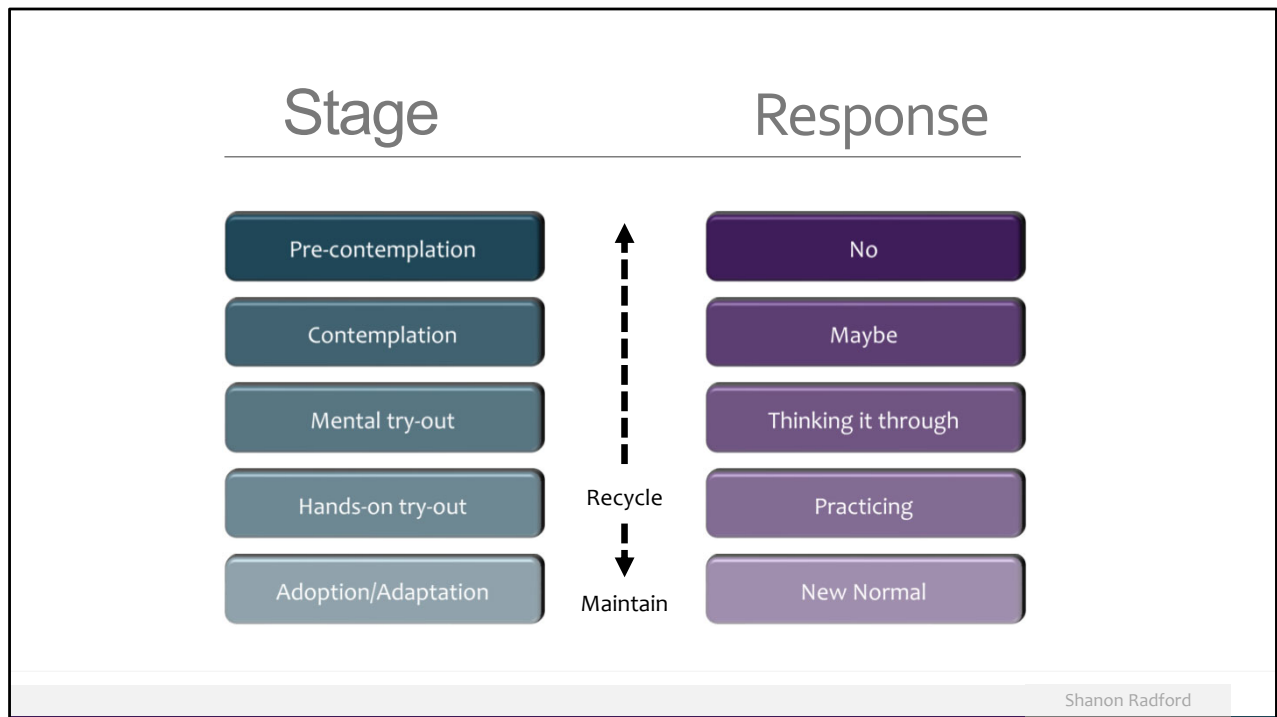 Stage Response
Pre-contemplation No
Contemplation Maybe
Mental try-out Thinking it through
Hands-on try-out Recycle Practicing
Adoption/Adaptation Maintain New Normal
Shanon Radford